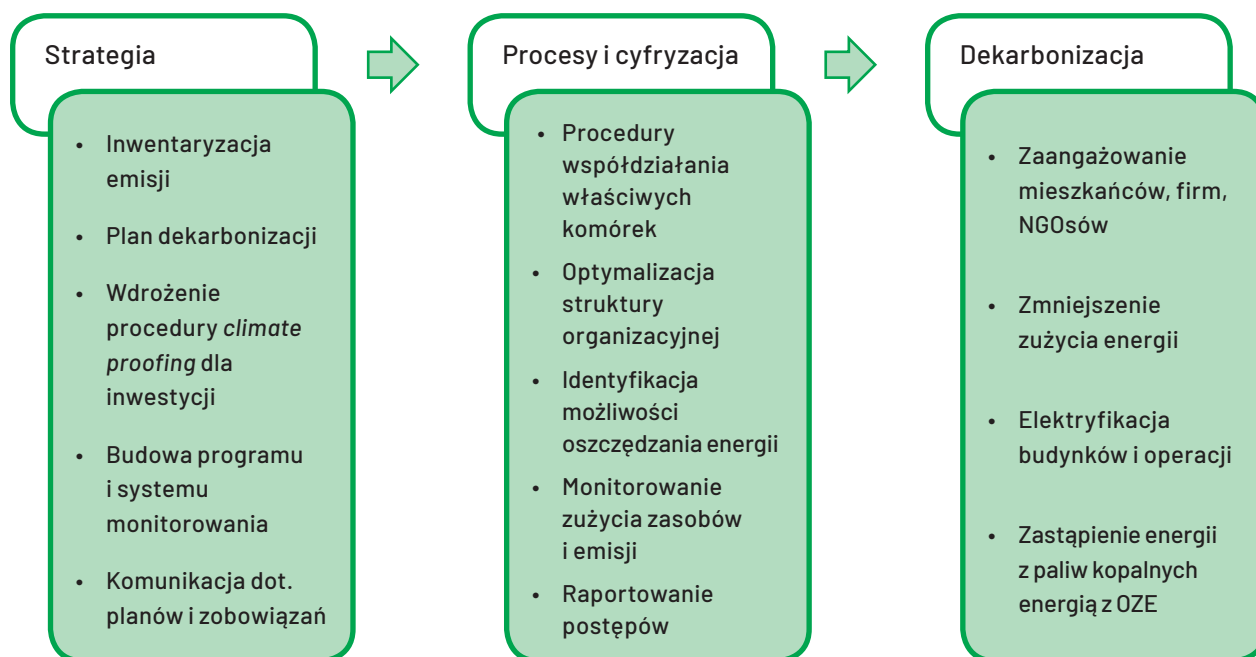 Strategia
• Inwentaryzacja
emisji
• Plan dekarbonizacji
• Wdrożenie
procedury climate
proofing dla
inwestycji
• Budowa programu
i systemu
monitorowania
• Komunikacja dot.
planów i zobowiązań
Procesy i cyfryzacja
• Procedury
współdziałania
właściwych
komórek
• Optymalizacja
struktury
organizacyjnej
• Identyfikacja
możliwości
oszczędzania energii
• Monitorowanie
zużycia zasobów
i emisji
• Raportowanie
postępów
Dekarbonizacja
• Zaangażowanie
mieszkańców, firm,
NGOsów
• Zmniejszenie
zużycia energii
• Elektryfikacja
budynków i operacji
• Zastąpienie energii
z paliw kopalnych
energią z OZE